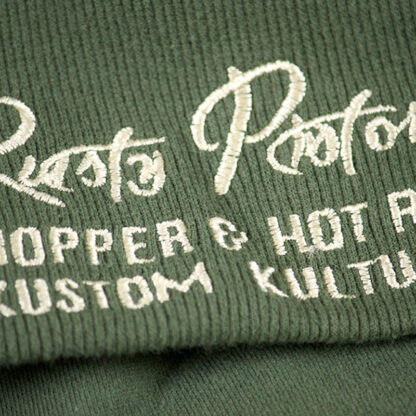 Rusty Piston
HOPPER & HOT R
KUSTOM KULTU